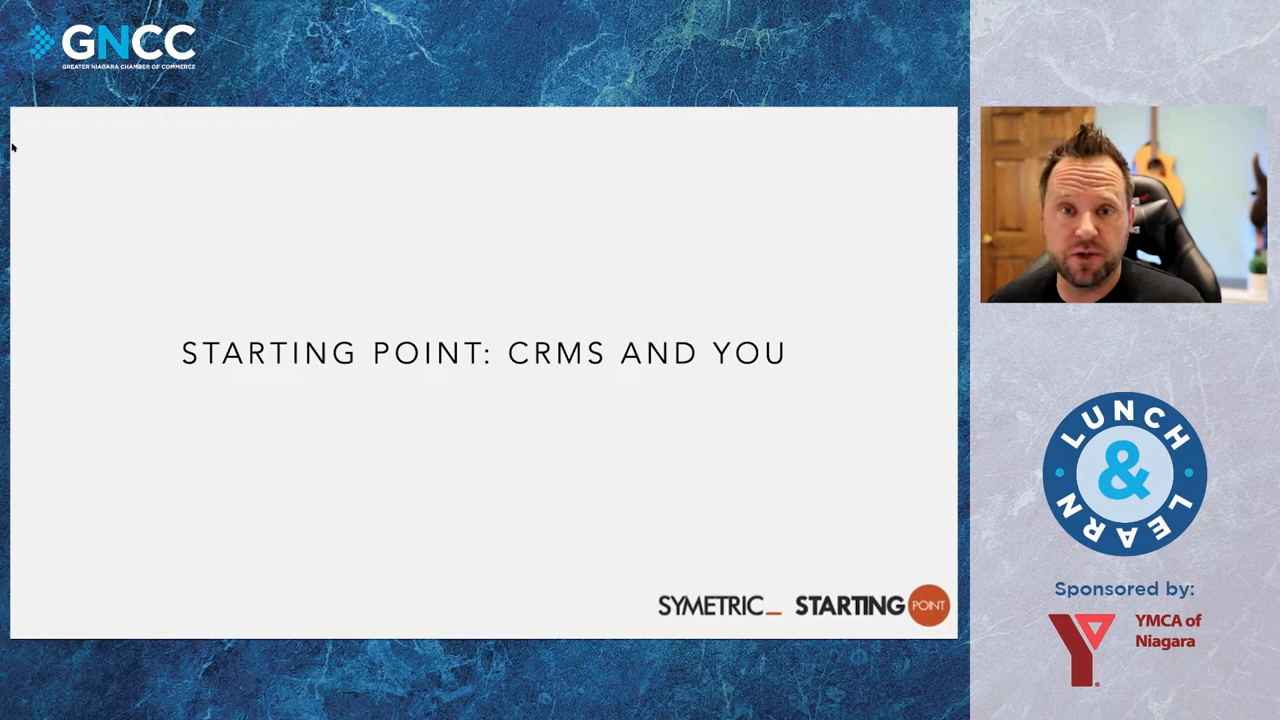 GNCC
GREATER NIAGARA CHAMBER OF COMMERCE
STARTING POINT: CRMS AND YOU
SYMETRIC_ STARTING POINT
LUNCH & LEARN
Sponsored by:
YMCA of
Niagara